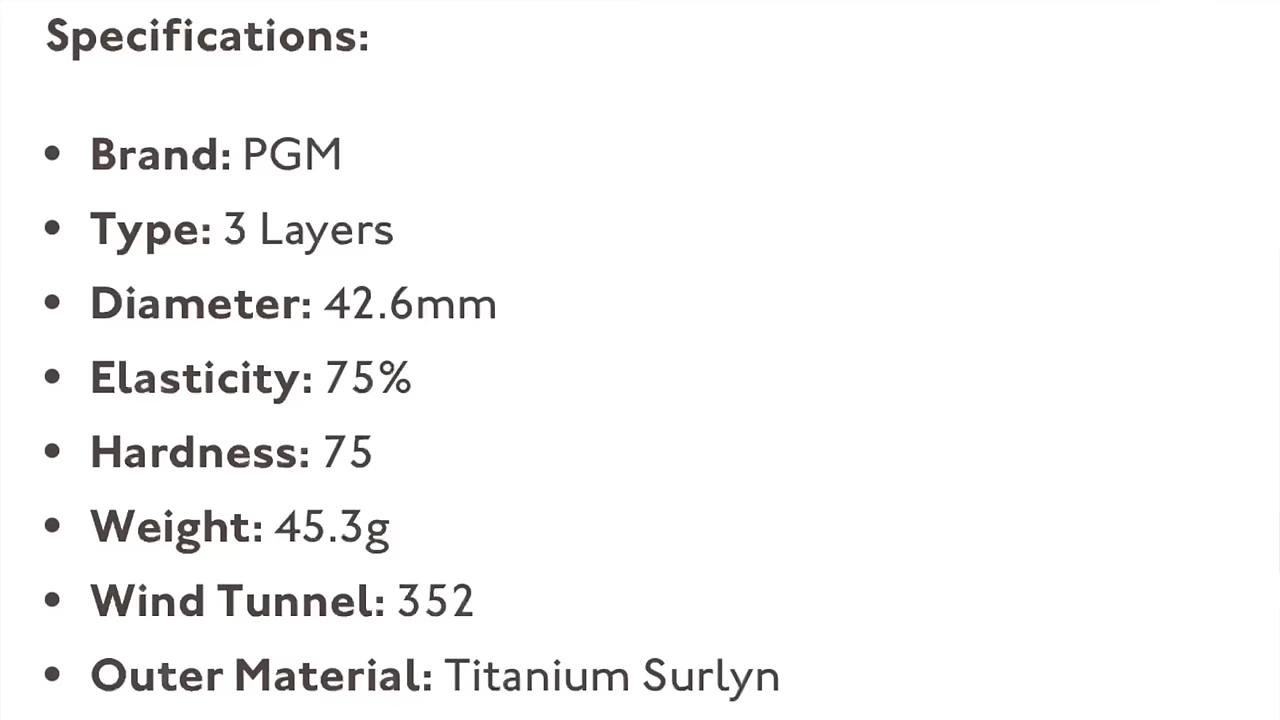 Specifications:
• Brand: PGM
• Type: 3 Layers
• Diameter: 42.6mm
• Elasticity: 75%
• Hardness: 75
• Weight: 45.3g
• Wind Tunnel: 352
• Outer Material: Titanium Surlyn